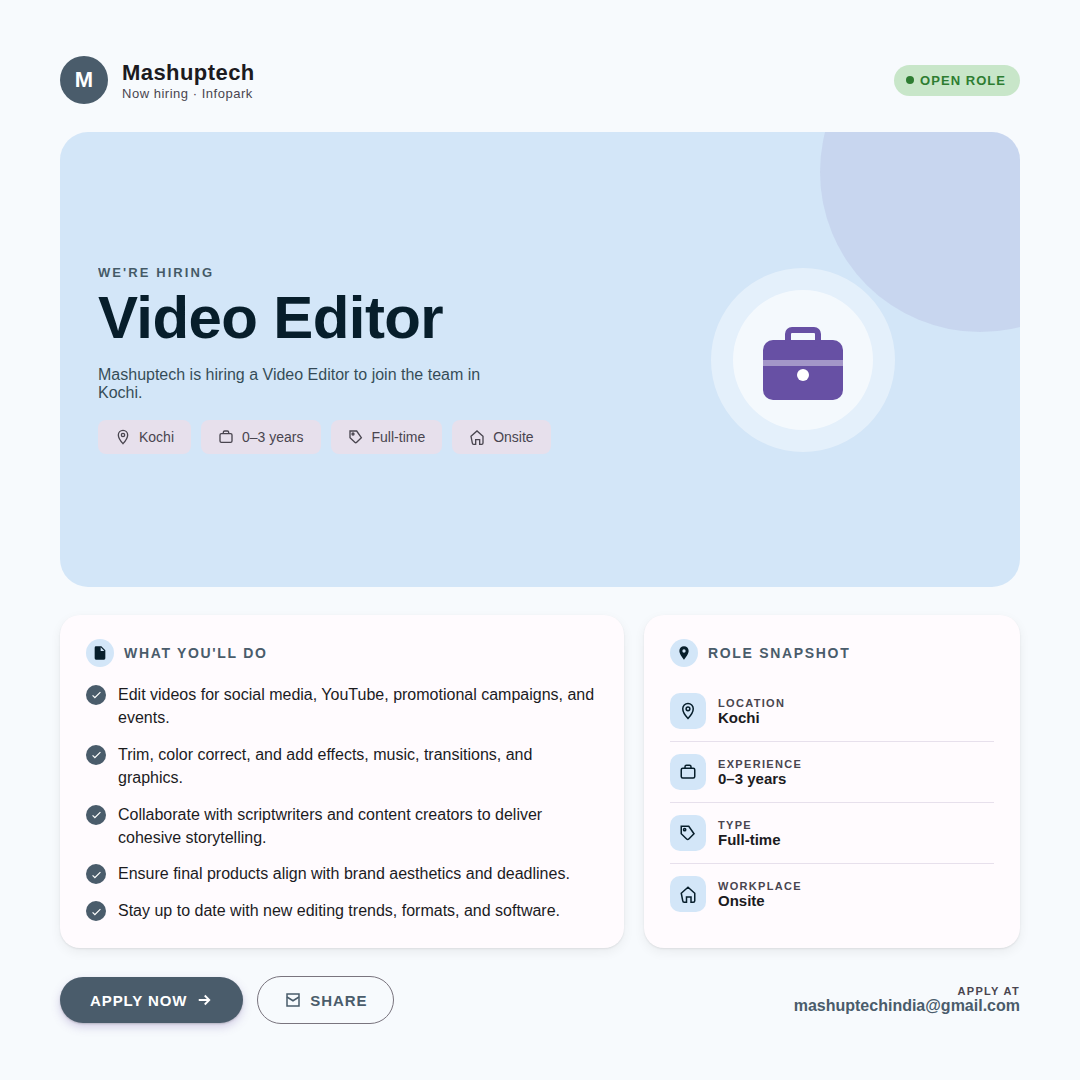 M
Mashuptech
Now hiring · Infopark
OPEN ROLE
WE'RE HIRING
Video Editor
Mashuptech is hiring a Video Editor to join the team in
Kochi.
Kochi
0–3 years
Full-time
Onsite
WHAT YOU'LL DO
Edit videos for social media, YouTube, promotional campaigns, and
events.
Trim, color correct, and add effects, music, transitions, and
graphics.
Collaborate with scriptwriters and content creators to deliver
cohesive storytelling.
Ensure final products align with brand aesthetics and deadlines.
Stay up to date with new editing trends, formats, and software.
ROLE SNAPSHOT
LOCATION
Kochi
EXPERIENCE
0–3 years
TYPE
Full-time
WORKPLACE
Onsite
APPLY NOW
SHARE
APPLY AT
mashuptechindia@gmail.com